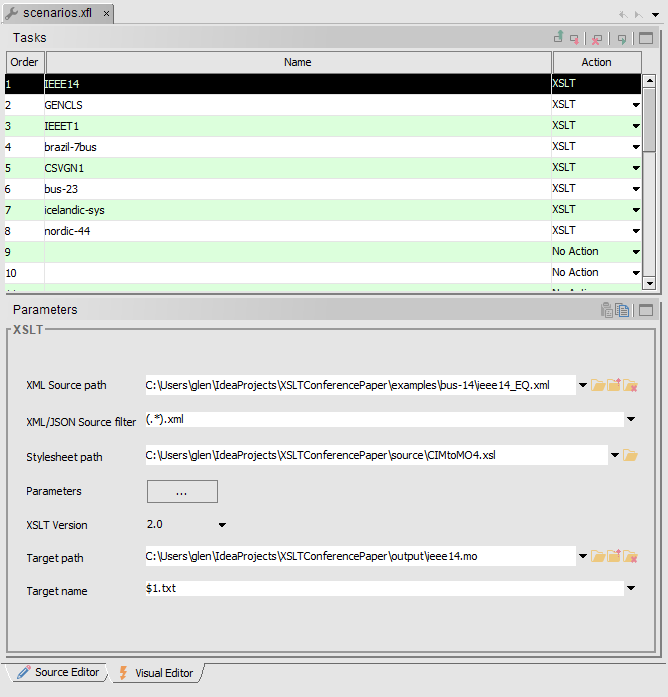 scenarios.xfl
Tasks
Order Name Action
1 IEEE14 XSLT
2 GENCLS XSLT
3 IEEET1 XSLT
4 brazil-7bus XSLT
5 CSVGN1 XSLT
6 bus-23 XSLT
7 icelandic-sys XSLT
8 nordic-44 XSLT
9 No Action
10 No Action
Parameters
XSLT
XML Source path C:\Users\glen\IdeaProjects\XSLTConferencePaper\examples\bus-14\ieee14_EQ.xml
XML/JSON Source filter (.*).xml
Stylesheet path C:\Users\glen\IdeaProjects\XSLTConferencePaper\source\CIMtoMO4.xsl
Parameters ...
XSLT Version 2.0
Target path C:\Users\glen\IdeaProjects\XSLTConferencePaper\output\ieee14.mo
Target name $1.txt
Source Editor Visual Editor